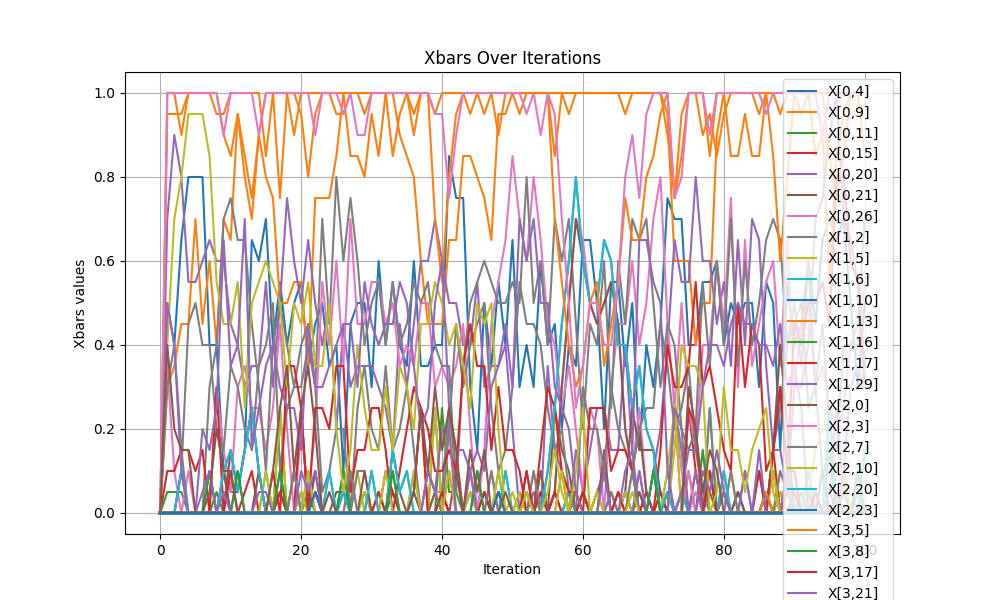 Xbars Over Iterations
Xbars values
1.0
0.8
0.6
0.4
0.2
0.0
0
20
40
60
80
Iteration
X[0,4]
X[0,9]
X[0,11]
X[0,15]
X[0,20]
X[0,21]
X[0,26]
X[1,2]
X[1,5]
X[1,6]
X[1,10]
X[1,13]
X[1,16]
X[1,17]
X[1,29]
X[2,0]
X[2,3]
X[2,7]
X[2,10]
X[2,20]
X[2,23]
X[3,5]
X[3,8]
X[3,17]
X[3,21]